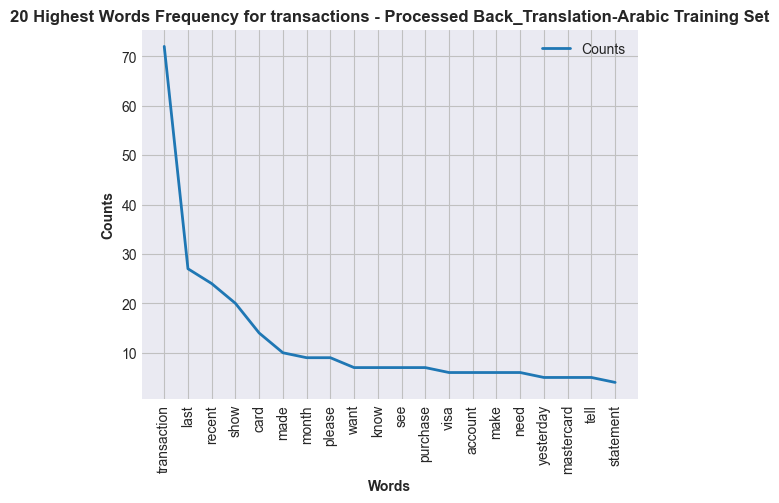 20 Highest Words Frequency for transactions - Processed Back_Translation-Arabic Training Set
Counts
70
60
50
40
30
20
10
Counts
transaction
last
recent
show
card
made
month
please
want
know
see
purchase
visa
account
make
need
yesterday
mastercard
tell
statement
Words